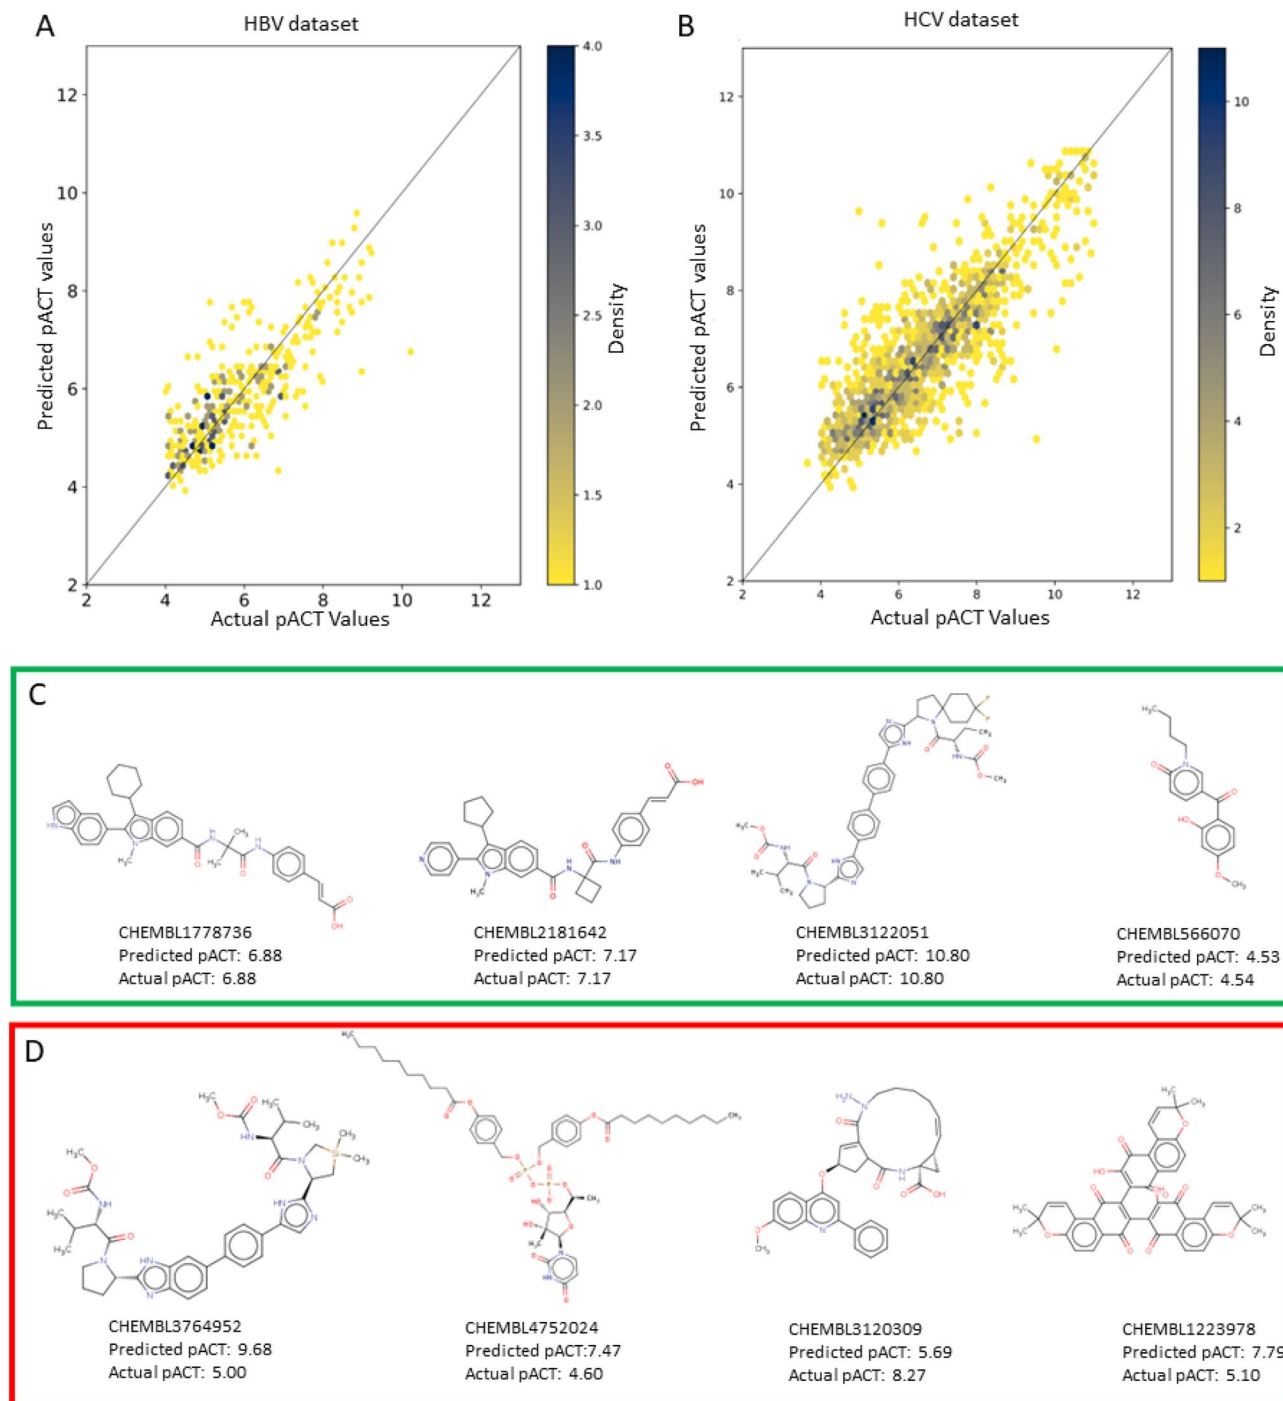 A
HBV dataset
B
HCV dataset
12
10
8
6
4
2
2
4
6
8
10
12
Predicted pACT values
Actual pACT Values
4.0
3.5
3.0
2.5
2.0
1.5
1.0
Density
12
10
8
6
4
2
2
4
6
8
10
12
Predicted pACT values
Actual pACT Values
10
8
6
4
2
Density
C
CHEMBL1778736
Predicted pACT: 6.88
Actual pACT: 6.88
CHEMBL2181642
Predicted pACT: 7.17
Actual pACT: 7.17
CHEMBL3122051
Predicted pACT: 10.80
Actual pACT: 10.80
CHEMBL566070
Predicted pACT: 4.53
Actual pACT: 4.54
D
CHEMBL3764952
Predicted pACT: 9.68
Actual pACT: 5.00
CHEMBL4752024
Predicted pACT:7.47
Actual pACT: 4.60
CHEMBL3120309
Predicted pACT: 5.69
Actual pACT: 8.27
CHEMBL1223978
Predicted pACT: 7.79
Actual pACT: 5.10